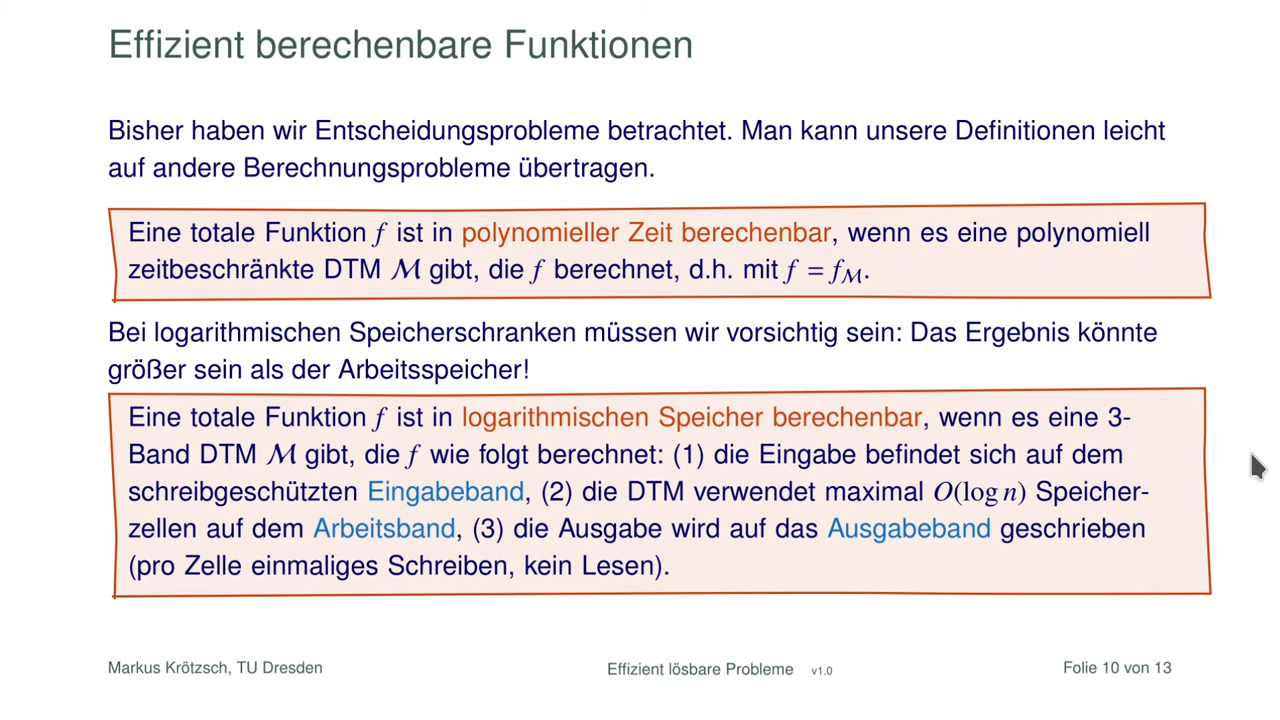 Effizient berechenbare Funktionen
Bisher haben wir Entscheidungsprobleme betrachtet. Man kann unsere Definitionen leicht
auf andere Berechnungsprobleme übertragen.
Eine totale Funktion f ist in polynomieller Zeit berechenbar, wenn es eine polynomiell
zeitbeschränkte DTM M gibt, die f berechnet, d.h. mit f = f_M.
Bei logarithmischen Speicherschranken müssen wir vorsichtig sein: Das Ergebnis könnte
größer sein als der Arbeitsspeicher!
Eine totale Funktion f ist in logarithmischen Speicher berechenbar, wenn es eine 3-
Band DTM M gibt, die f wie folgt berechnet: (1) die Eingabe befindet sich auf dem
schreibgeschützten Eingabeband, (2) die DTM verwendet maximal O(log n) Speicher-
zellen auf dem Arbeitsband, (3) die Ausgabe wird auf das Ausgabeband geschrieben
(pro Zelle einmaliges Schreiben, kein Lesen).
Markus Krötzsch, TU Dresden Effizient lösbare Probleme v1.0 Folie 10 von 13